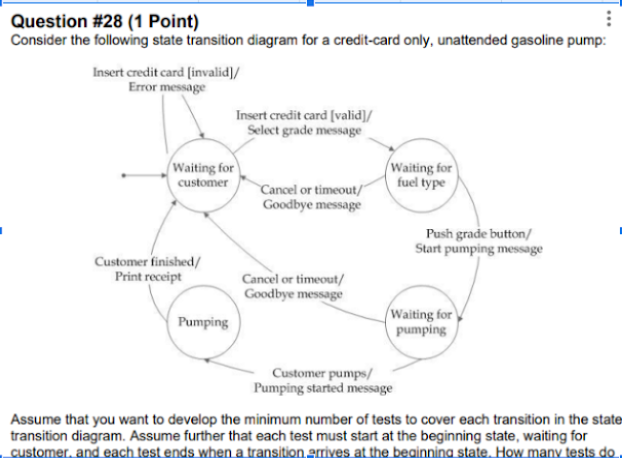 Question #28 (1 Point)
Consider the following state transition diagram for a credit-card only, unattended gasoline pump:
Insert credit card [invalid]/
Error message
Insert credit card [valid]/
Select grade message
Waiting for
customer
Waiting for
fuel type
Cancel or timeout/
Goodbye message
Push grade button/
Start pumping message
Customer finished/
Print receipt
Cancel or timeout/
Goodbye message
Pumping
Waiting for
pumping
Customer pumps/
Pumping started message
Assume that you want to develop the minimum number of tests to cover each transition in the state
transition diagram. Assume further that each test must start at the beginning state, waiting for
customer, and each test ends when a transition arrives at the beginning state. How many tests do